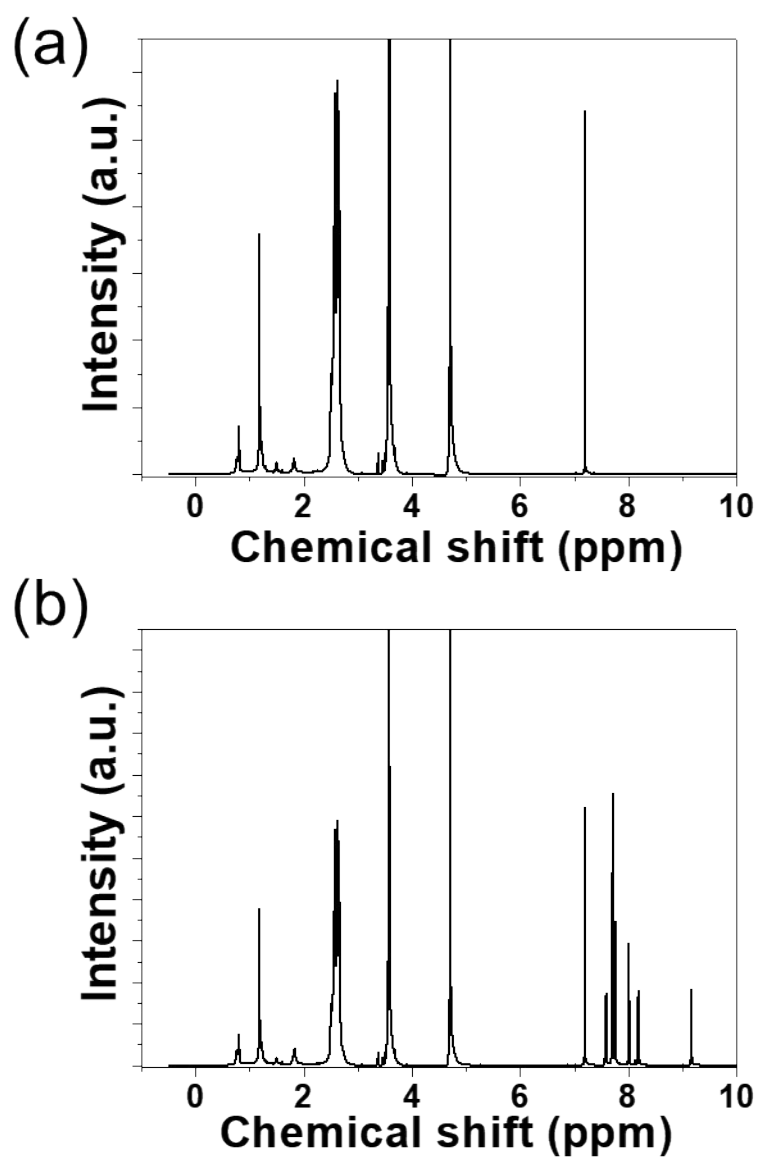 (a)
Intensity (a.u.)
0 2 4 6 8 10
Chemical shift (ppm)
(b)
Intensity (a.u.)
0 2 4 6 8 10
Chemical shift (ppm)